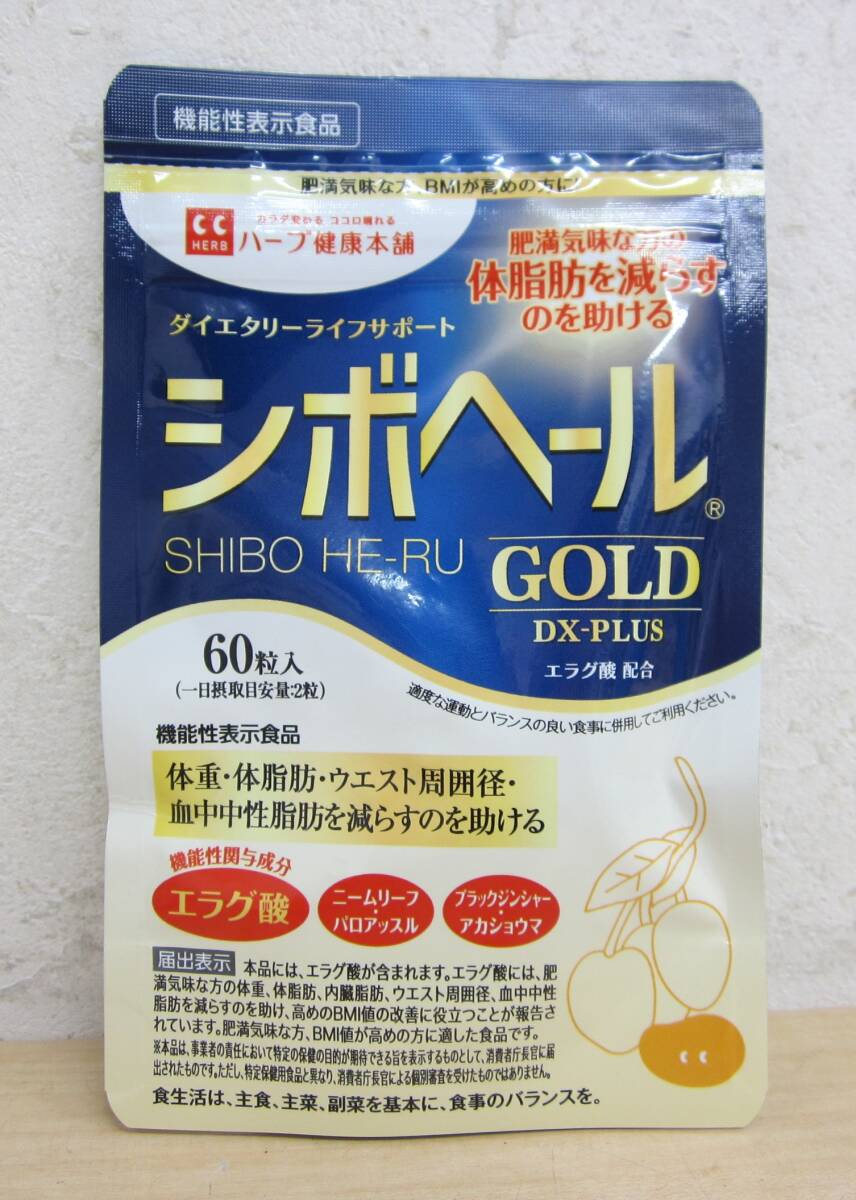 機能性表示食品
肥満気味な方、BMIが高めの方に!
CC
HERB
カラダ変わる ココロ晴れる
ハーブ健康本舗
肥満気味な方の
体脂肪を減らす
のを助ける
ダイエタリーライフサポート
シボヘール®
SHIBO HE-RU
GOLD
DX-PLUS
エラグ酸 配合
60粒入
(一日摂取目安量:2粒)
適度な運動とバランスの良い食事に併用してご利用ください。
機能性表示食品
体重・体脂肪・ウエスト周囲径・
血中中性脂肪を減らすのを助ける
機能性関与成分
エラグ酸
ニームリーフ
・
パロアッスル
ブラックジンジャー
・
アカショウマ
届出表示 本品には、エラグ酸が含まれます。エラグ酸には、肥
満気味な方の体重、体脂肪、内臓脂肪、ウエスト周囲径、血中中性
脂肪を減らすのを助け、高めのBMI値の改善に役立つことが報告さ
れています。肥満気味な方、BMI値が高めの方に適した食品です。
※本品は、事業者の責任において特定の保健の目的が期待できる旨を表示するものとして、消費者庁長官に届
出されたものです。ただし、特定保健用食品と異なり、消費者庁長官による個別審査を受けたものではありません。
食生活は、主食、主菜、副菜を基本に、食事のバランスを。